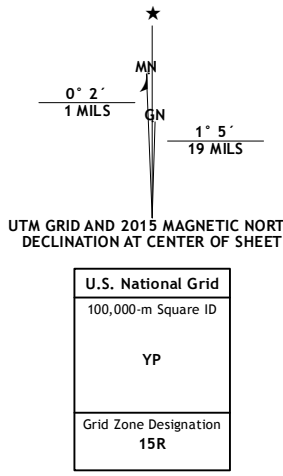 ★
MN
0° 2´
1 MILS
GN
1° 5´
19 MILS
UTM GRID AND 2015 MAGNETIC NORT
DECLINATION AT CENTER OF SHEET
U.S. National Grid
100,000-m Square ID
YP
Grid Zone Designation
15R